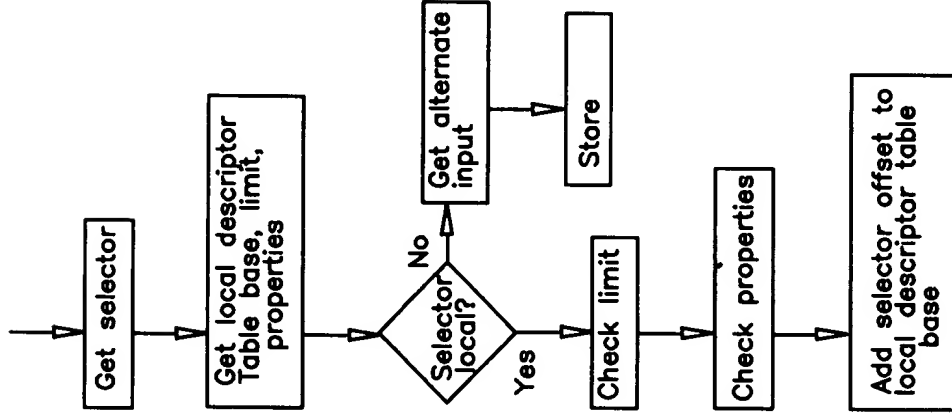 Get selector
Get local descriptor
Table base, limit,
properties
Selector
local?
No
Get alternate
input
Store
Yes
Check limit
Check properties
Add selector offset to
local descriptor table
base